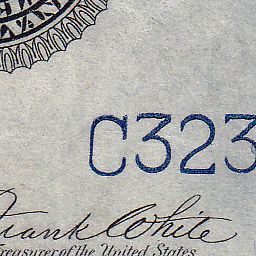 C323
Frank White
Treasurer of the United States